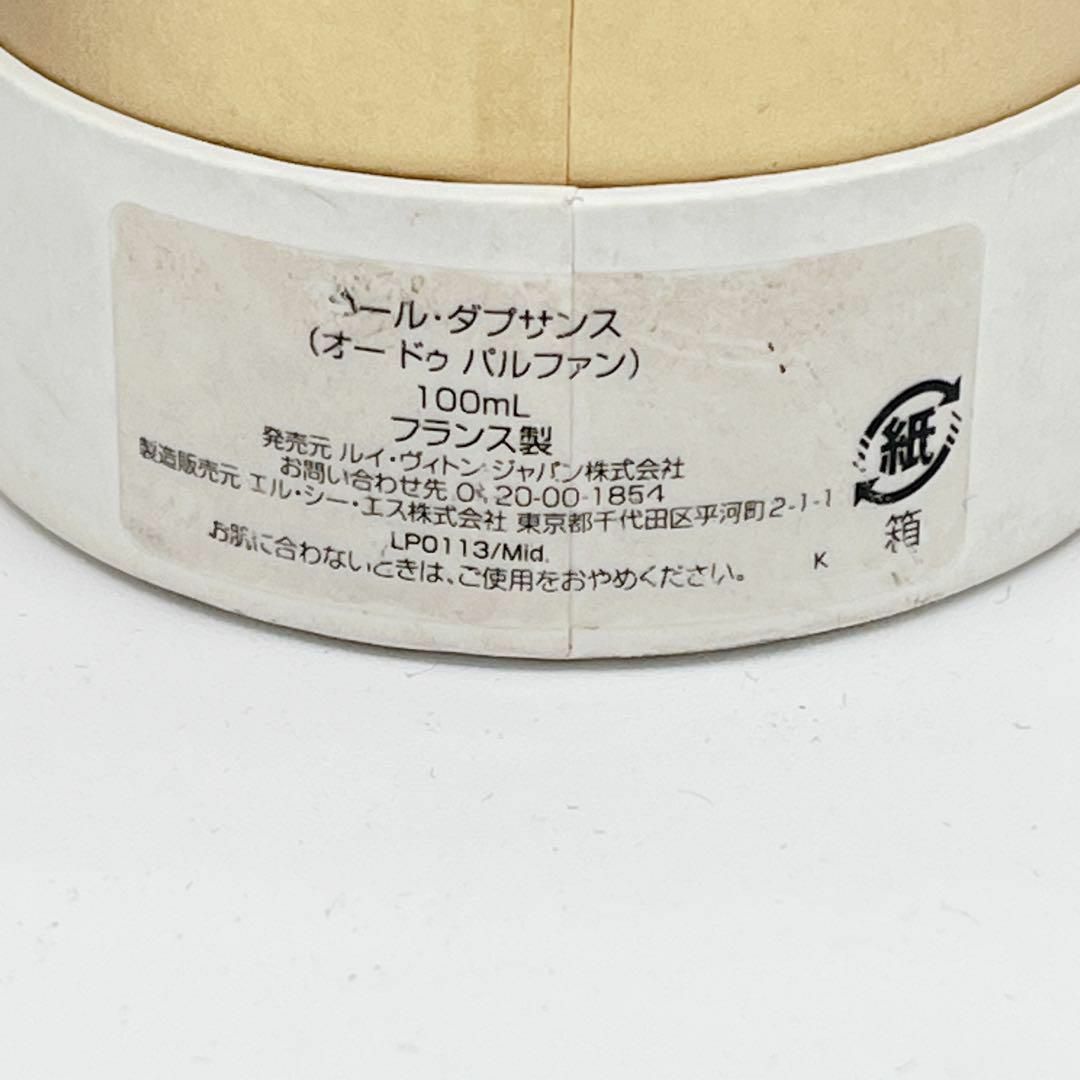 ール・ダプサンス
(オー ドゥ パルファン)
100mL
フランス製
発売元 ルイ・ヴィトン ジャパン株式会社
お問い合わせ先 20-00-1854
製造販売元 エル・シー・エス株式会社 東京都千代田区平河町2-1-1
LP0113/Mid.
お肌に合わないときは、ご使用をおやめください。
K
紙
箱